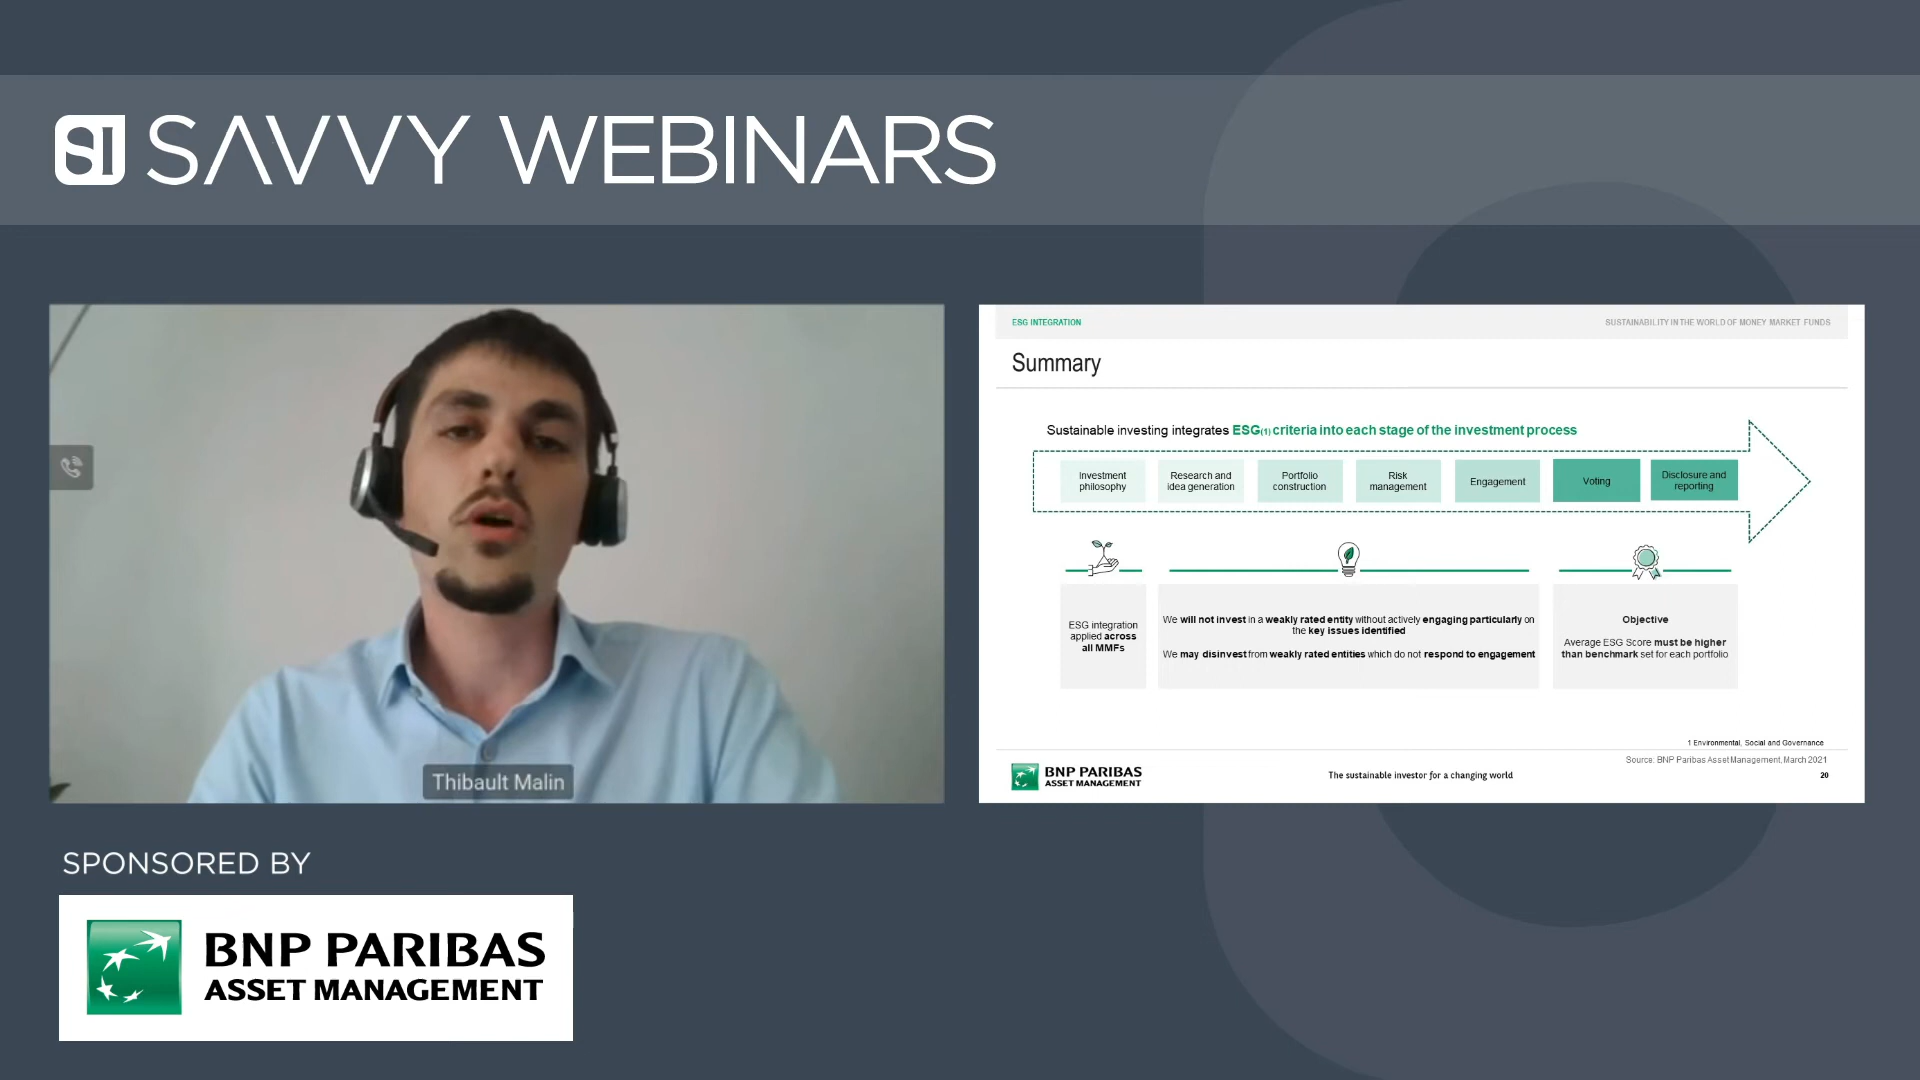 SI SAVVY WEBINARS
Thibault Malin
ESG INTEGRATION
SUSTAINABILITY IN THE WORLD OF MONEY MARKET FUNDS
Summary
Sustainable investing integrates ESG(1) criteria into each stage of the investment process
Investment
philosophy
Research and
idea generation
Portfolio
construction
Risk
management
Engagement
Voting
Disclosure and
reporting
ESG integration
applied across
all MMFs
We will not invest in a weakly rated entity without actively engaging particularly on
the key issues identified
We may disinvest from weakly rated entities which do not respond to engagement
Objective
Average ESG Score must be higher
than benchmark set for each portfolio
1 Environmental, Social and Governance
Source: BNP Paribas Asset Management, March 2021
BNP PARIBAS
ASSET MANAGEMENT
The sustainable investor for a changing world
20
SPONSORED BY
BNP PARIBAS
ASSET MANAGEMENT